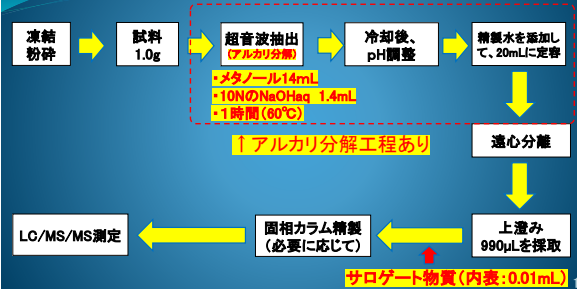 凍結
粉砕
試料
1.0g
超音波抽出
(アルカリ分解)
冷却後、
pH調整
精製水を添加し
て、20mLに定容
・メタノール14mL
・10NのNaOHaq 1.4mL
・1時間(60℃)
↑アルカリ分解工程あり
遠心分離
上澄み
990μLを採取
サロゲート物質(内表:0.01mL)
固相カラム精製
(必要に応じて)
LC/MS/MS測定